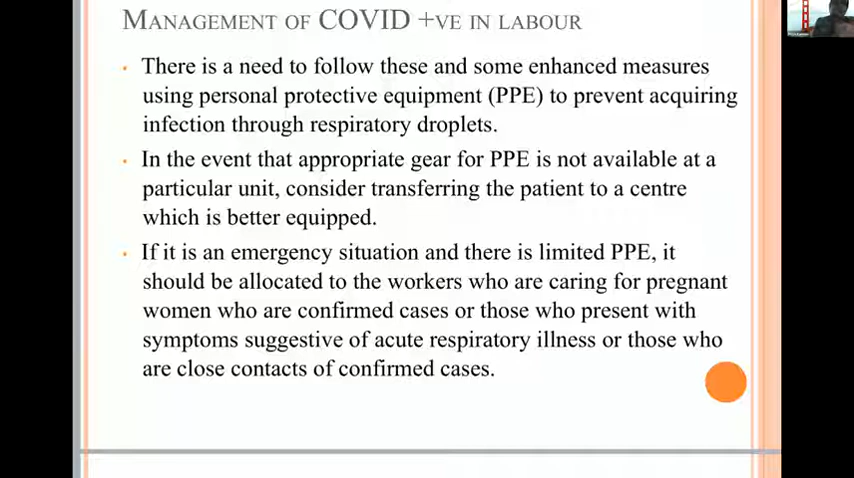 MANAGEMENT OF COVID +VE IN LABOUR
• There is a need to follow these and some enhanced measures
using personal protective equipment (PPE) to prevent acquiring
infection through respiratory droplets.
• In the event that appropriate gear for PPE is not available at a
particular unit, consider transferring the patient to a centre
which is better equipped.
• If it is an emergency situation and there is limited PPE, it
should be allocated to the workers who are caring for pregnant
women who are confirmed cases or those who present with
symptoms suggestive of acute respiratory illness or those who
are close contacts of confirmed cases.